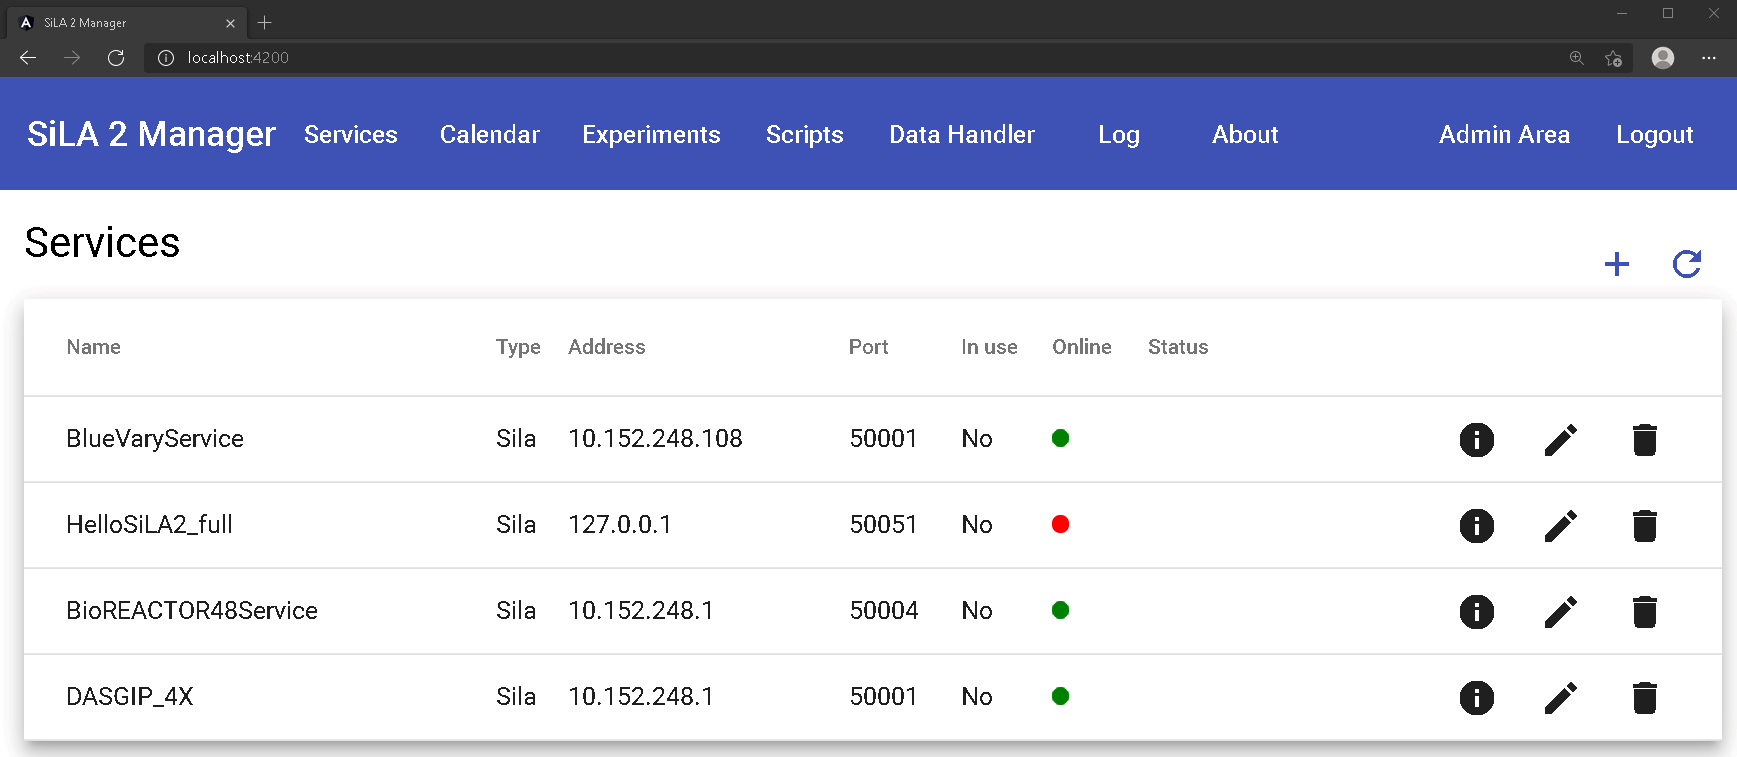 SiLA 2 Manager
localhost:4200
SiLA 2 Manager Services Calendar Experiments Scripts Data Handler Log About Admin Area Logout
Services
Name Type Address Port In use Online Status
BlueVaryService Sila 10.152.248.108 50001 No
HelloSiLA2_full Sila 127.0.0.1 50051 No
BioREACTOR48Service Sila 10.152.248.1 50004 No
DASGIP_4X Sila 10.152.248.1 50001 No